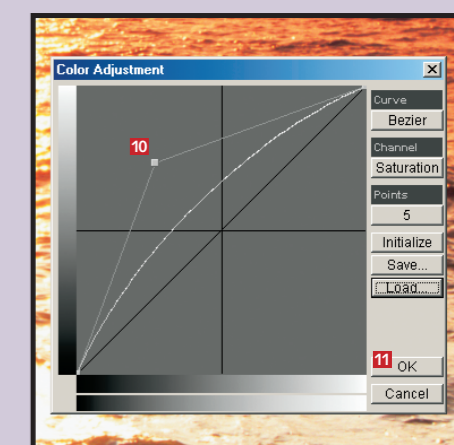 Color Adjustment
10
Curve
Bezier
Channel
Saturation
Points
5
Initialize
Save...
Load...
11
OK
Cancel